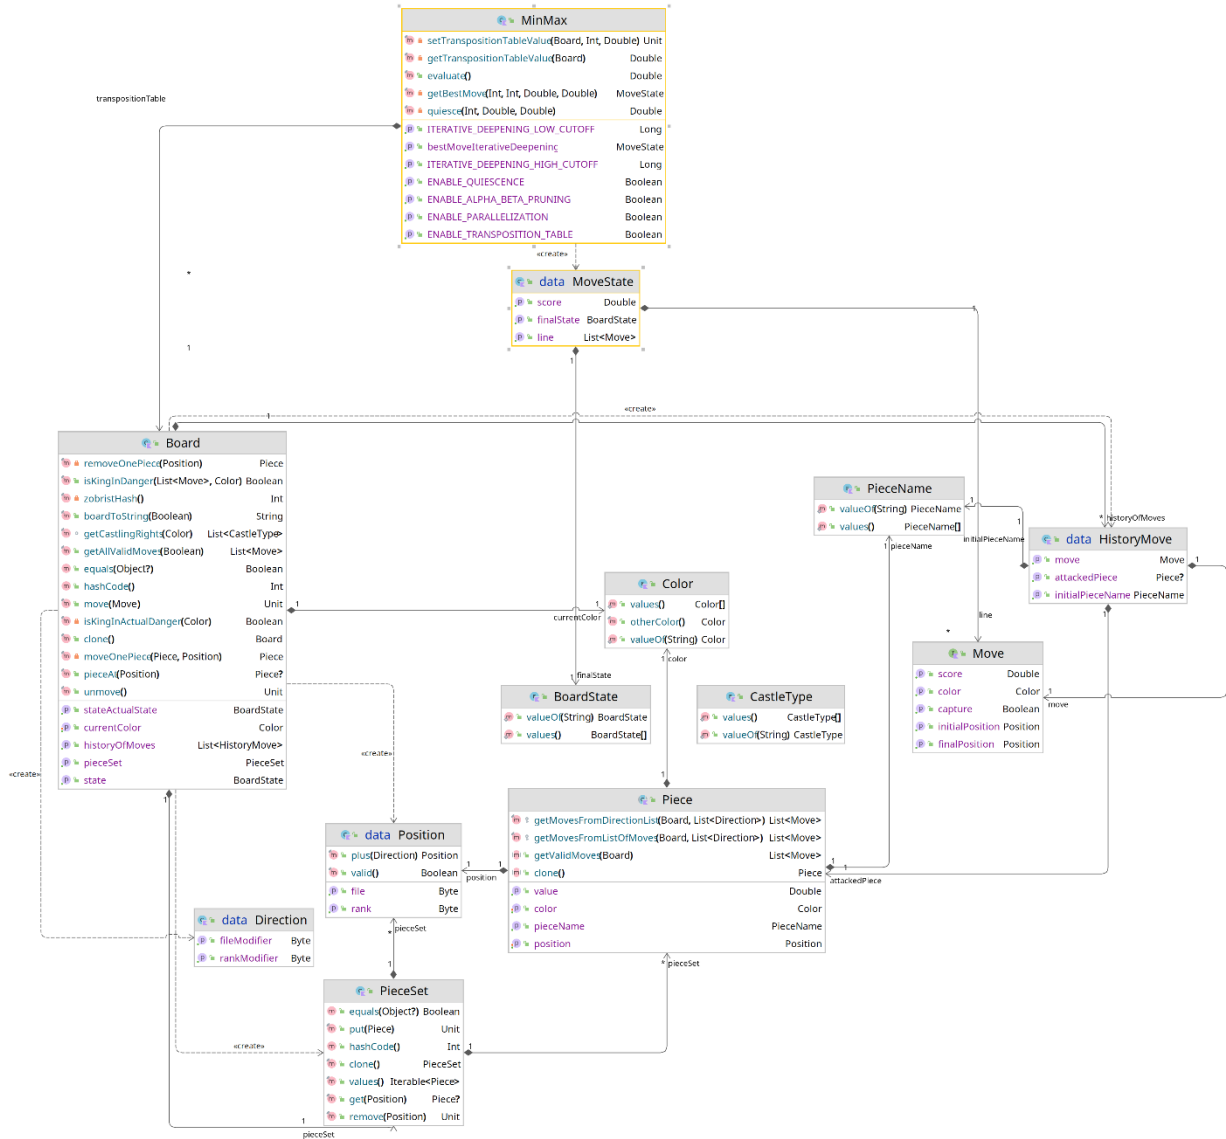 MinMax
setTranspositionTableValue(Board, Int, Double) Unit
getTranspositionTableValue(Board) Double
evaluate() Double
getBestMove(Int, Int, Double, Double) MoveState
quiesce(Int, Double, Double) Double
ITERATIVE_DEEPENING_LOW_CUTOFF Long
bestMoveIterativeDeepening MoveState
ITERATIVE_DEEPENING_HIGH_CUTOFF Long
ENABLE_QUIESCENCE Boolean
ENABLE_ALPHA_BETA_PRUNING Boolean
ENABLE_PARALLELIZATION Boolean
ENABLE_TRANSPOSITION_TABLE Boolean
transpositionTable
*
1
«create»
data MoveState
score Double
finalState BoardState
line List<Move>
1
1
«create»
1
Board
removeOnePiece(Position) Piece
isKingInDanger(List<Move>, Color) Boolean
zobristHash() Int
boardToString(Boolean) String
getCastlingRights(Color) List<CastleType>
getAllValidMoves(Boolean) List<Move>
equals(Object?) Boolean
hashCode() Int
move(Move) Unit
isKingInActualDanger(Color) Boolean
clone() Board
moveOnePiece(Piece, Position) Piece
pieceAt(Position) Piece?
unmove() Unit
stateActualState BoardState
currentColor Color
historyOfMoves List<HistoryMove>
pieceSet PieceSet
state BoardState
PieceName
valueOf(String) PieceName
values() PieceName[]
1
1
initialPieceName
1 pieceName
* historyOfMoves
data HistoryMove
move Move
attackedPiece Piece?
initialPieceName PieceName
1
1
Color
values() Color[]
otherColor() Color
valueOf(String) Color
1
1
currentColor
1 color
line
*
Move
score Double
color Color
capture Boolean
initialPosition Position
finalPosition Position
1
move
finalState
1
BoardState
valueOf(String) BoardState
values() BoardState[]
CastleType
values() CastleType[]
valueOf(String) CastleType
«create»
«create»
1
1
Piece
getMovesFromDirectionList(Board, List<Direction>) List<Move>
getMovesFromListOfMoves(Board, List<Direction>) List<Move>
getValidMoves(Board) List<Move>
clone() Piece
value Double
color Color
pieceName PieceName
position Position
1
1
attackedPiece
data Position
plus(Direction) Position
valid() Boolean
file Byte
rank Byte
1
1
position
pieceSet
*
1
data Direction
fileModifier Byte
rankModifier Byte
* pieceSet
PieceSet
equals(Object?) Boolean
put(Piece) Unit
hashCode() Int
clone() PieceSet
values() Iterable<Piece>
get(Position) Piece?
remove(Position) Unit
1
«create»
1
pieceSet